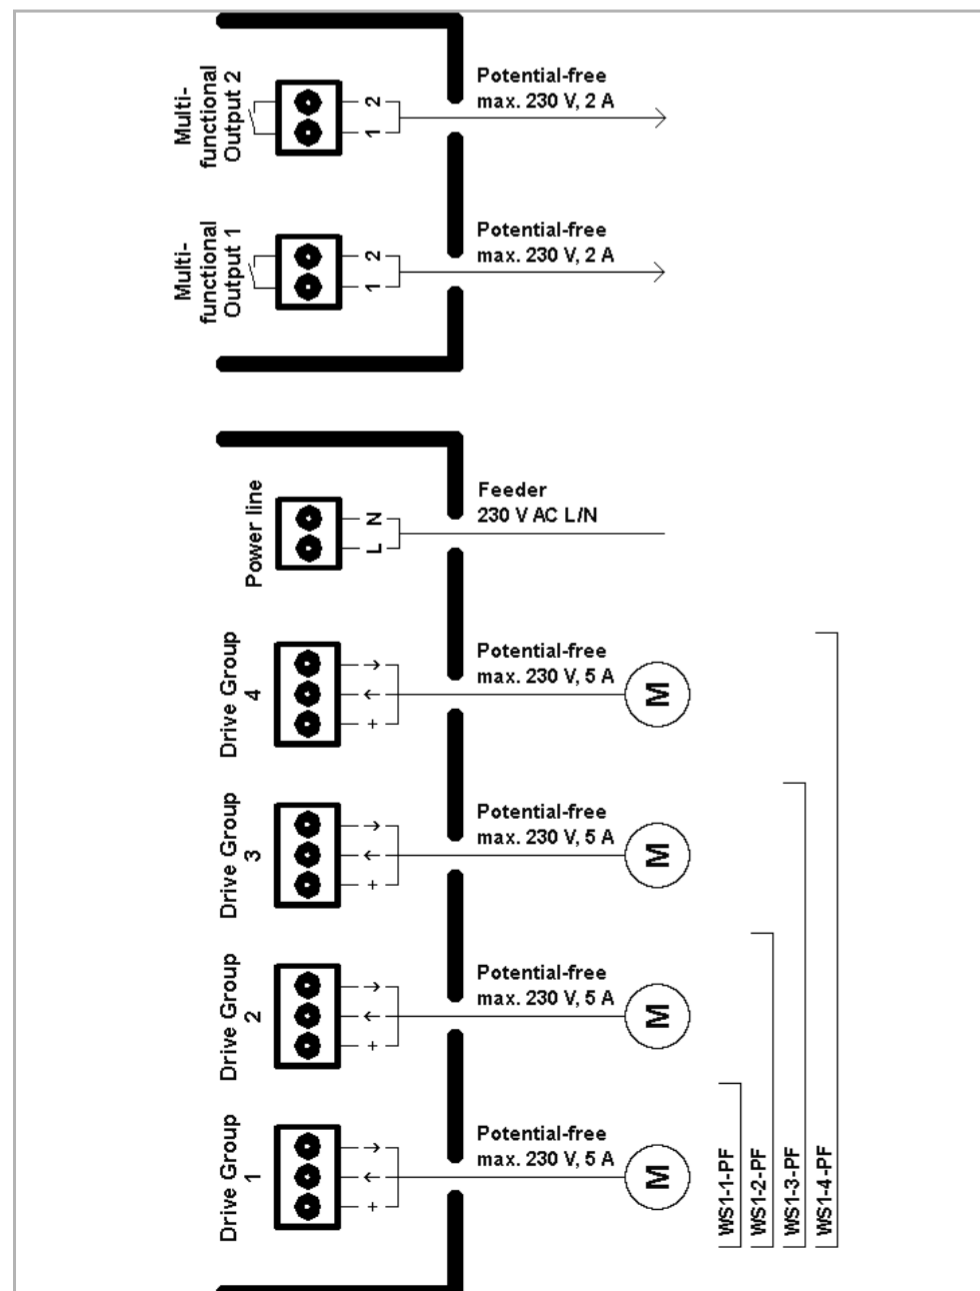 Multi-
functional
Output 2
2
1
Potential-free
max. 230 V, 2 A
Multi-
functional
Output 1
2
1
Potential-free
max. 230 V, 2 A
Power line
N
L
Feeder
230 V AC L/N
Drive Group
4
→
←
+
Potential-free
max. 230 V, 5 A
M
Drive Group
3
→
←
+
Potential-free
max. 230 V, 5 A
M
Drive Group
2
→
←
+
Potential-free
max. 230 V, 5 A
M
Drive Group
1
→
←
+
Potential-free
max. 230 V, 5 A
M
WS1-1-PF
WS1-2-PF
WS1-3-PF
WS1-4-PF